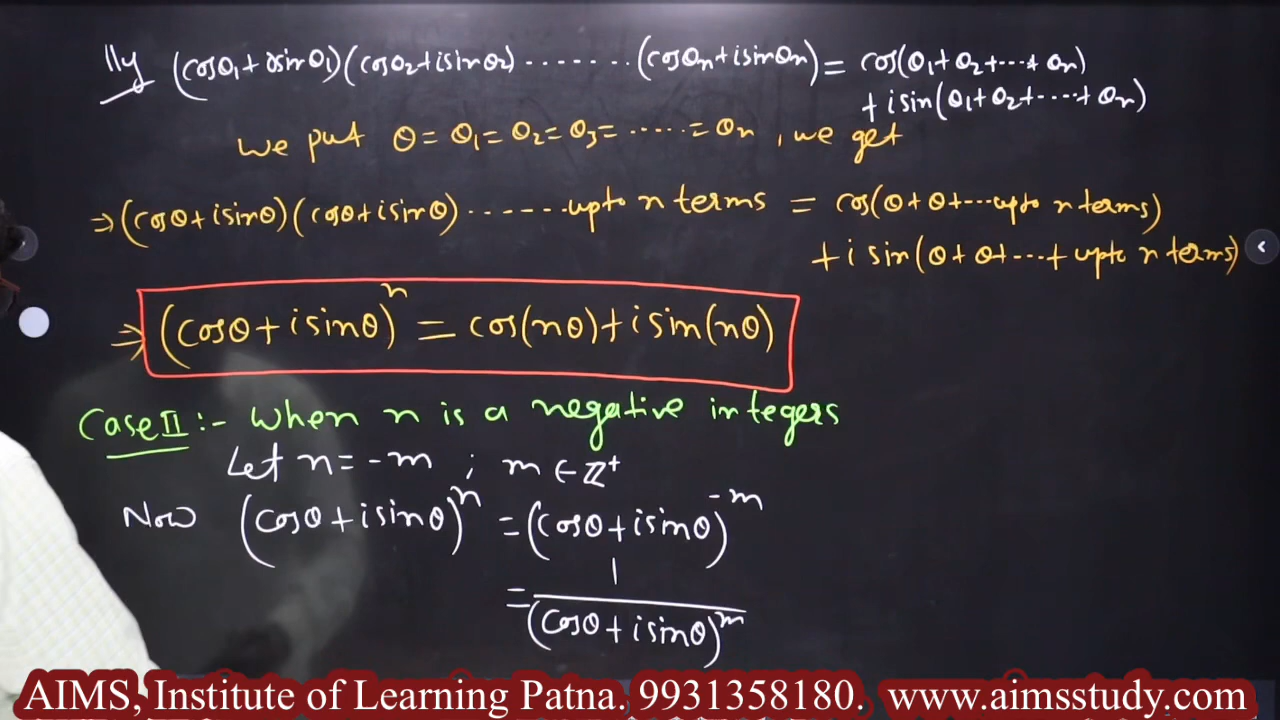 lly (cosθ₁+isinθ₁)(cosθ₂+isinθ₂).......(cosθn+isinθn) = cos(θ₁+θ₂+...+θn)
+isin(θ₁+θ₂+....+θn)
we put θ=θ₁=θ₂=θ₃=.....=θn, we get
⇒(cosθ+isinθ)(cosθ+isinθ)......upto n terms = cos(θ+θ+...upto n terms)
+i sin(θ+θ+...+upto n terms)
⇒ (cosθ+isinθ)ⁿ = cos(nθ)+isin(nθ)
Case II :- When n is a negative integers
Let n=-m ; m∈ℤ⁺
Now (cosθ+isinθ)ⁿ = (cosθ+isinθ)⁻ᵐ
= 1/(cosθ+isinθ)ᵐ
AIMS, Institute of Learning Patna. 9931358180. www.aimsstudy.com